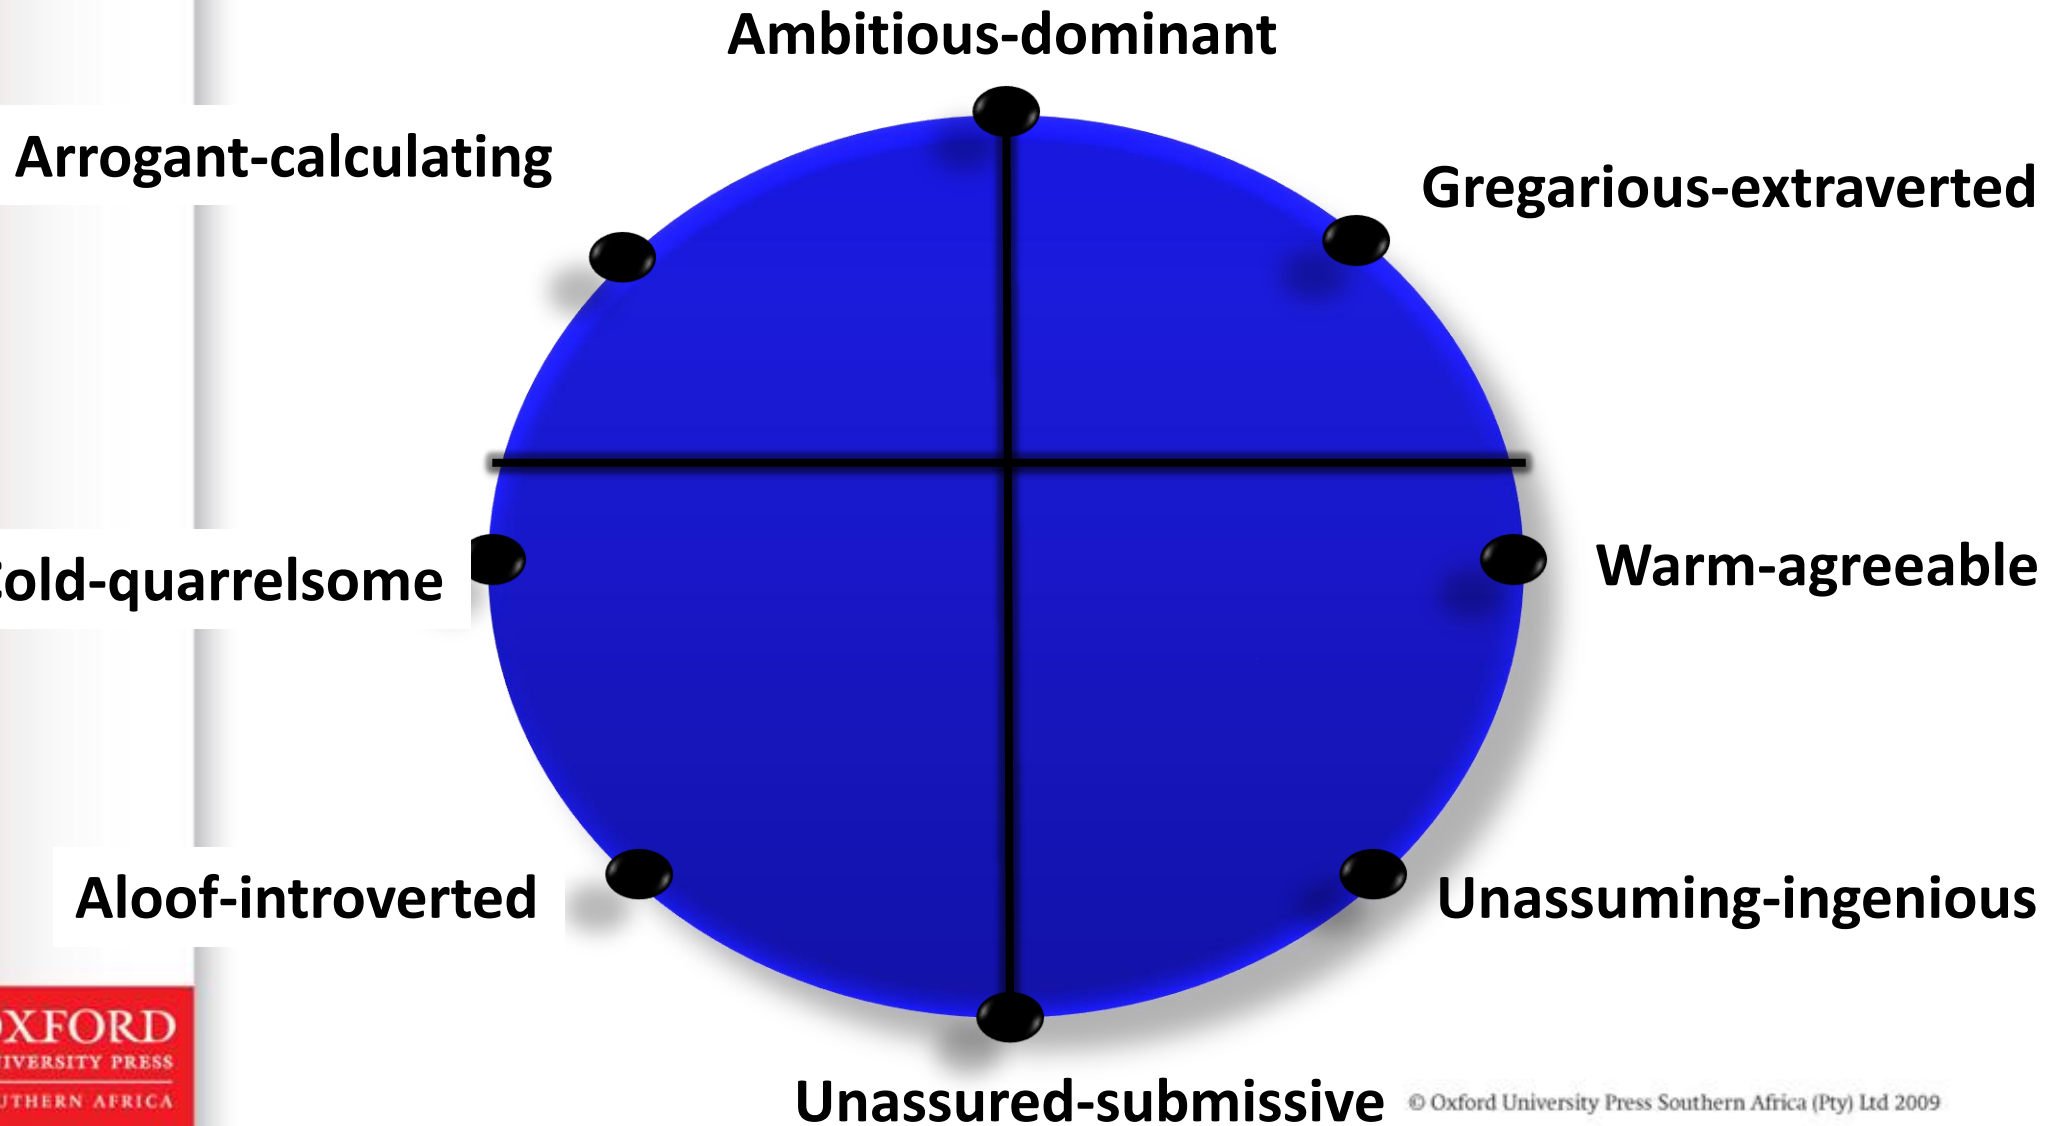 Ambitious-dominant
Arrogant-calculating
Gregarious-extraverted
old-quarrelsome
Warm-agreeable
Aloof-introverted
Unassuming-ingenious
OXFORD
IVERSITY PRESS
UTHERN AFRICA
Unassured-submissive
© Oxford University Press Southern Africa (Pty) Ltd 2009